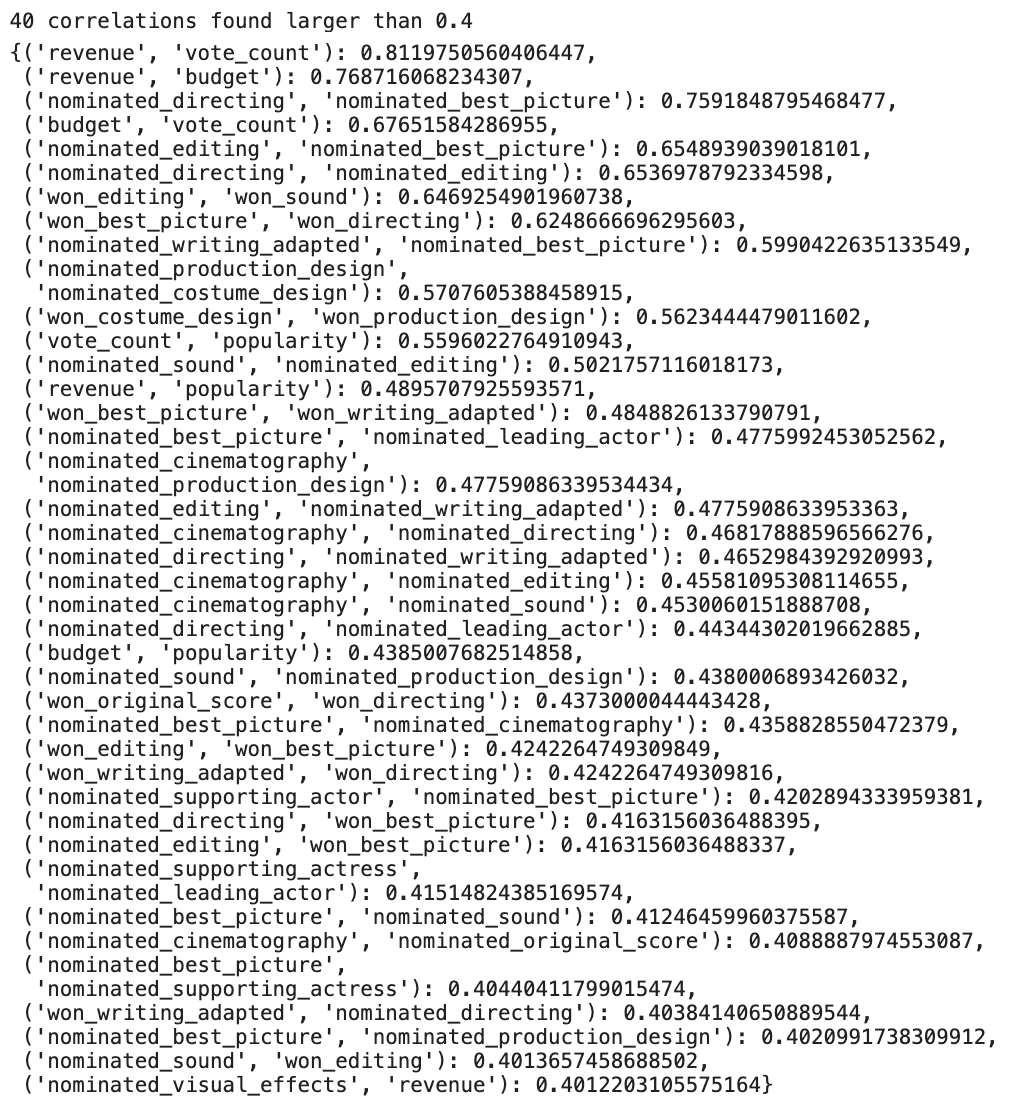 40 correlations found larger than 0.4
{('revenue', 'vote_count'): 0.8119750560406447,
 ('revenue', 'budget'): 0.768716068234307,
 ('nominated_directing', 'nominated_best_picture'): 0.7591848795468477,
 ('budget', 'vote_count'): 0.67651584286955,
 ('nominated_editing', 'nominated_best_picture'): 0.6548939039018101,
 ('nominated_directing', 'nominated_editing'): 0.6536978792334598,
 ('won_editing', 'won_sound'): 0.6469254901960738,
 ('won_best_picture', 'won_directing'): 0.6248666696295603,
 ('nominated_writing_adapted', 'nominated_best_picture'): 0.5990422635133549,
 ('nominated_production_design',
  'nominated_costume_design'): 0.5707605388458915,
 ('won_costume_design', 'won_production_design'): 0.5623444479011602,
 ('vote_count', 'popularity'): 0.5596022764910943,
 ('nominated_sound', 'nominated_editing'): 0.5021757116018173,
 ('revenue', 'popularity'): 0.4895707925593571,
 ('won_best_picture', 'won_writing_adapted'): 0.4848826133790791,
 ('nominated_best_picture', 'nominated_leading_actor'): 0.4775992453052562,
 ('nominated_cinematography',
  'nominated_production_design'): 0.47759086339534434,
 ('nominated_editing', 'nominated_writing_adapted'): 0.4775908633953363,
 ('nominated_cinematography', 'nominated_directing'): 0.46817888596566276,
 ('nominated_directing', 'nominated_writing_adapted'): 0.4652984392920993,
 ('nominated_cinematography', 'nominated_editing'): 0.45581095308114655,
 ('nominated_cinematography', 'nominated_sound'): 0.4530060151888708,
 ('nominated_directing', 'nominated_leading_actor'): 0.44344302019662885,
 ('budget', 'popularity'): 0.4385007682514858,
 ('nominated_sound', 'nominated_production_design'): 0.4380006893426032,
 ('won_original_score', 'won_directing'): 0.4373000044443428,
 ('nominated_best_picture', 'nominated_cinematography'): 0.4358828550472379,
 ('won_editing', 'won_best_picture'): 0.4242264749309849,
 ('won_writing_adapted', 'won_directing'): 0.4242264749309816,
 ('nominated_supporting_actor', 'nominated_best_picture'): 0.4202894333959381,
 ('nominated_directing', 'won_best_picture'): 0.4163156036488395,
 ('nominated_editing', 'won_best_picture'): 0.4163156036488337,
 ('nominated_supporting_actress',
  'nominated_leading_actor'): 0.41514824385169574,
 ('nominated_best_picture', 'nominated_sound'): 0.41246459960375587,
 ('nominated_cinematography', 'nominated_original_score'): 0.4088887974553087,
 ('nominated_best_picture',
  'nominated_supporting_actress'): 0.40440411799015474,
 ('won_writing_adapted', 'nominated_directing'): 0.40384140650889544,
 ('nominated_best_picture', 'nominated_production_design'): 0.4020991738309912,
 ('nominated_sound', 'won_editing'): 0.4013657458688502,
 ('nominated_visual_effects', 'revenue'): 0.4012203105575164}